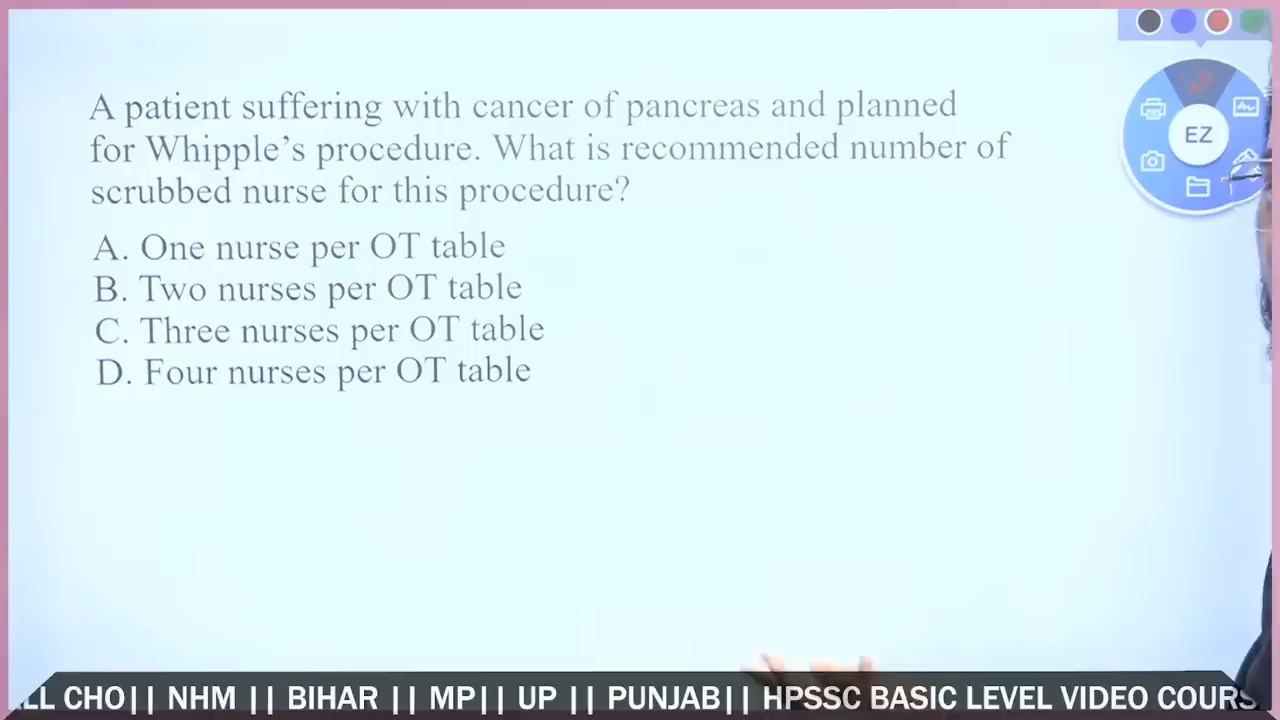 EZ
A patient suffering with cancer of pancreas and planned
for Whipple's procedure. What is recommended number of
scrubbed nurse for this procedure?
A. One nurse per OT table
B. Two nurses per OT table
C. Three nurses per OT table
D. Four nurses per OT table
LL CHO|| NHM || BIHAR || MP|| UP || PUNJAB|| HPSSC BASIC LEVEL VIDEO COURS